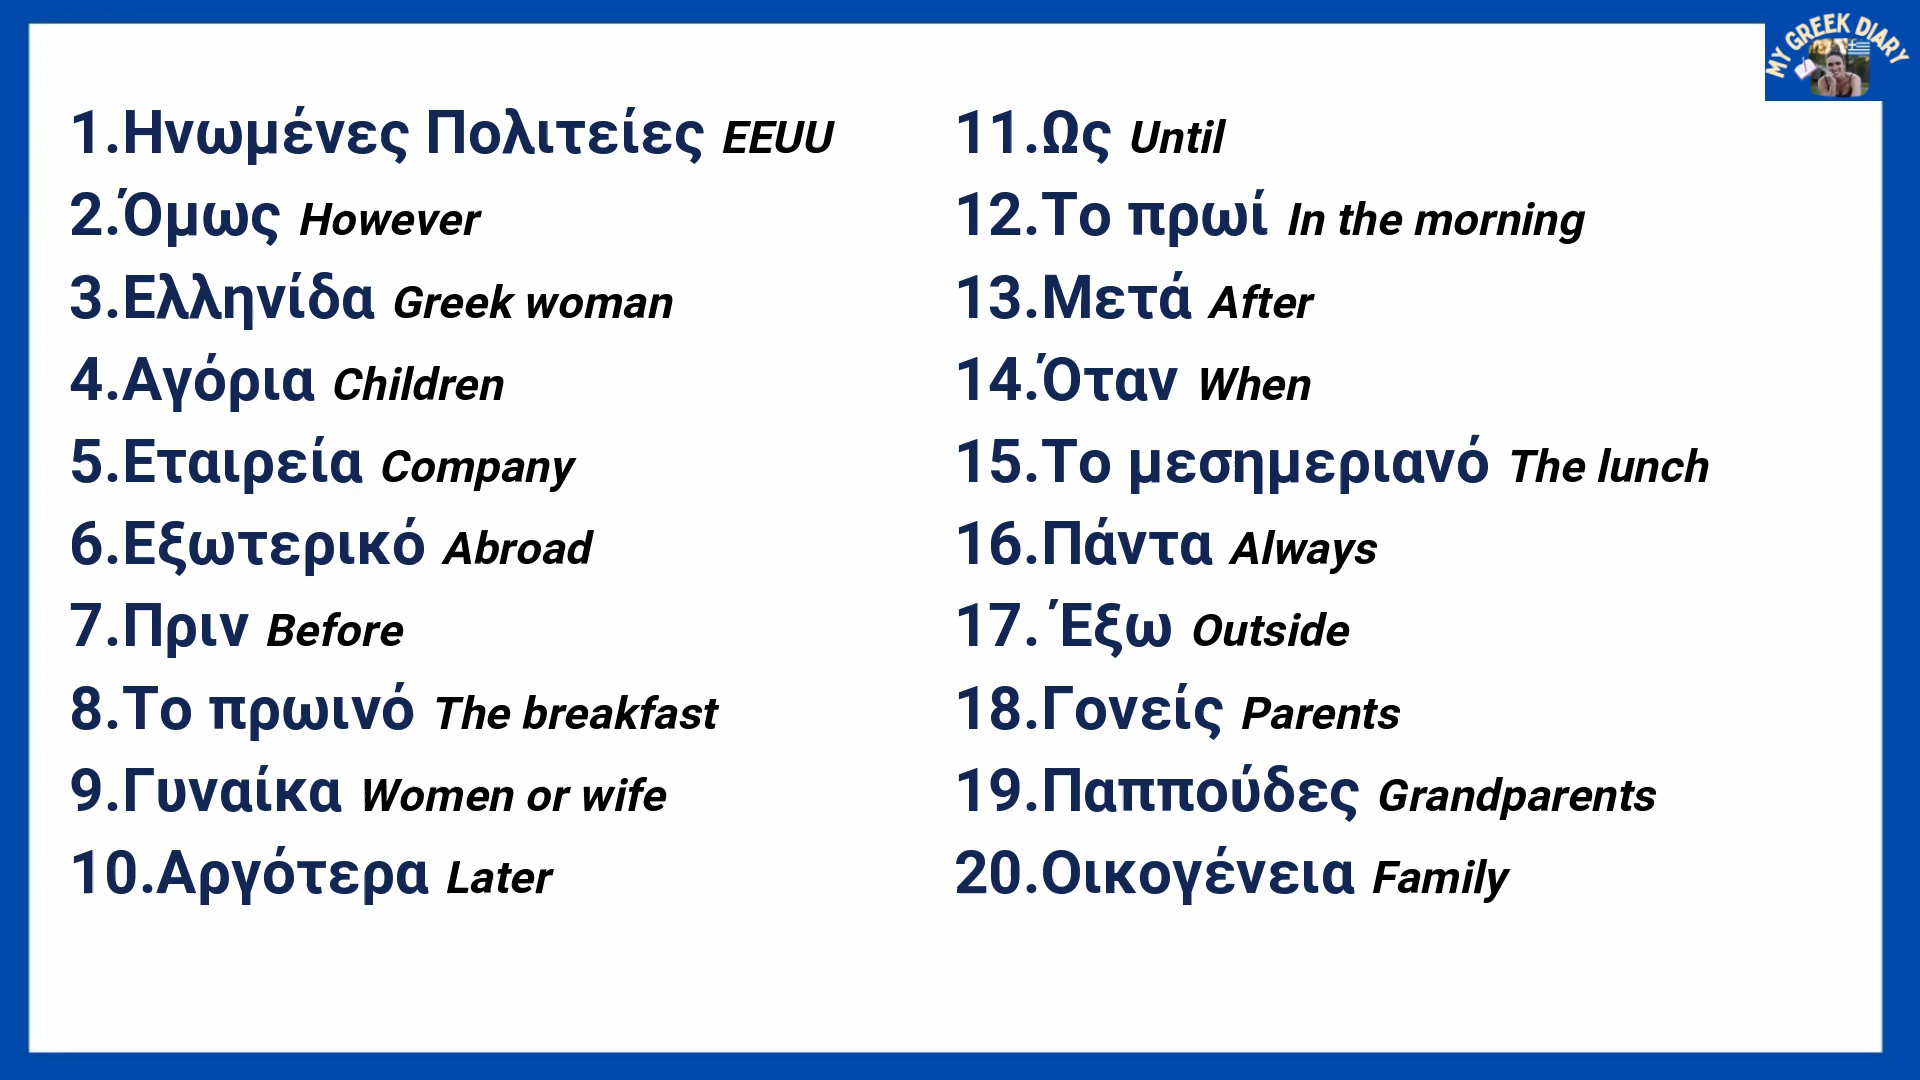 MY GREEK DIARY
1.Ηνωμένες Πολιτείες EEUU
2.Όμως However
3.Ελληνίδα Greek woman
4.Αγόρια Children
5.Εταιρεία Company
6.Εξωτερικό Abroad
7.Πριν Before
8.Το πρωινό The breakfast
9.Γυναίκα Women or wife
10.Αργότερα Later
11.Ως Until
12.Το πρωί In the morning
13.Μετά After
14.Όταν When
15.Το μεσημεριανό The lunch
16.Πάντα Always
17. Έξω Outside
18.Γονείς Parents
19.Παππούδες Grandparents
20.Οικογένεια Family